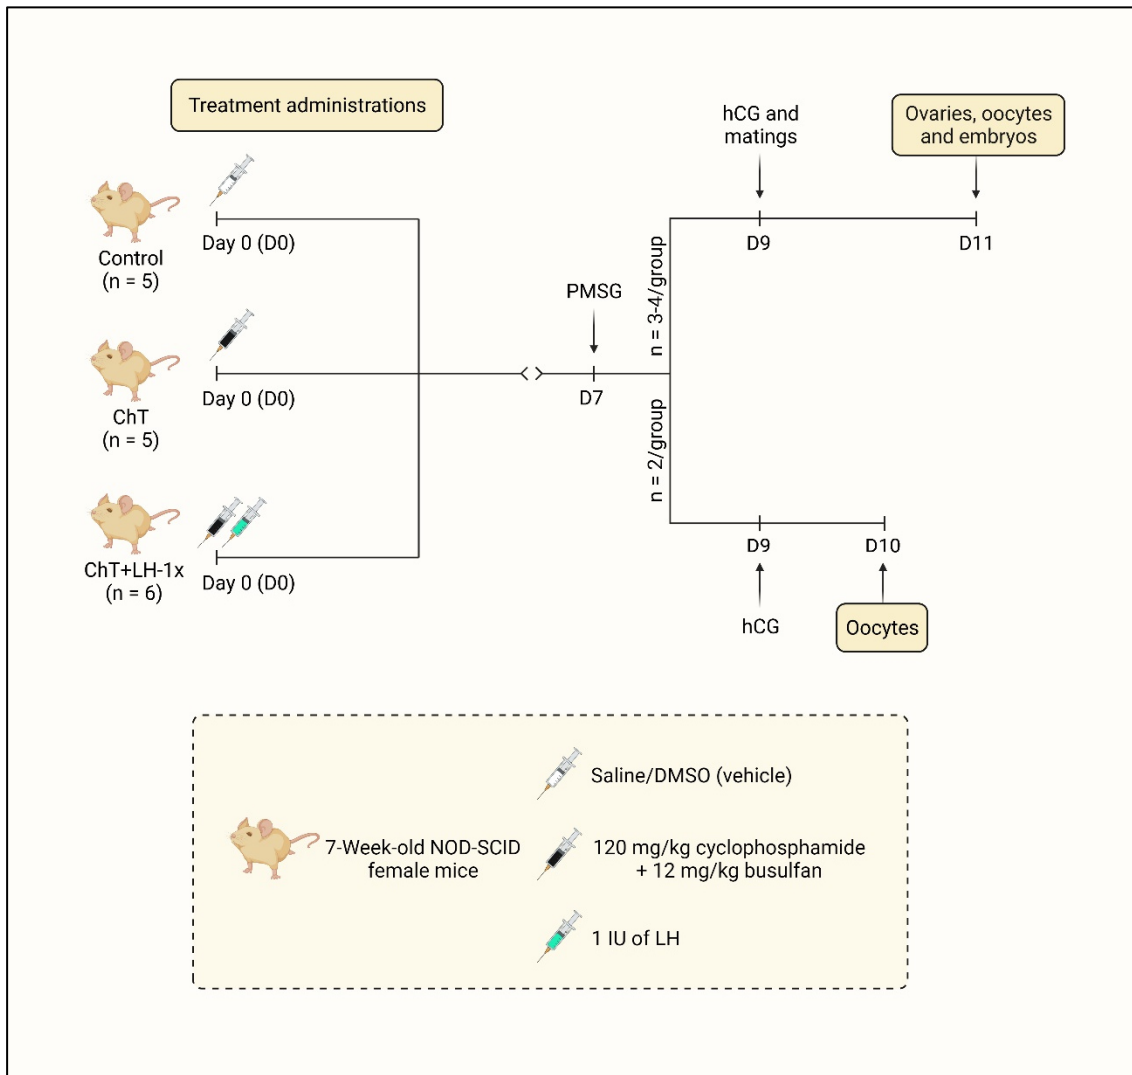 Treatment administrations
Control
(n = 5)
Day 0 (D0)
ChT
(n = 5)
Day 0 (D0)
ChT+LH-1x
(n = 6)
Day 0 (D0)
PMSG
D7
n = 3-4/group
n = 2/group
hCG and
matings
D9
Ovaries, oocytes
and embryos
D11
D9
hCG
D10
Oocytes
7-Week-old NOD-SCID
female mice
Saline/DMSO (vehicle)
120 mg/kg cyclophosphamide
+ 12 mg/kg busulfan
1 IU of LH